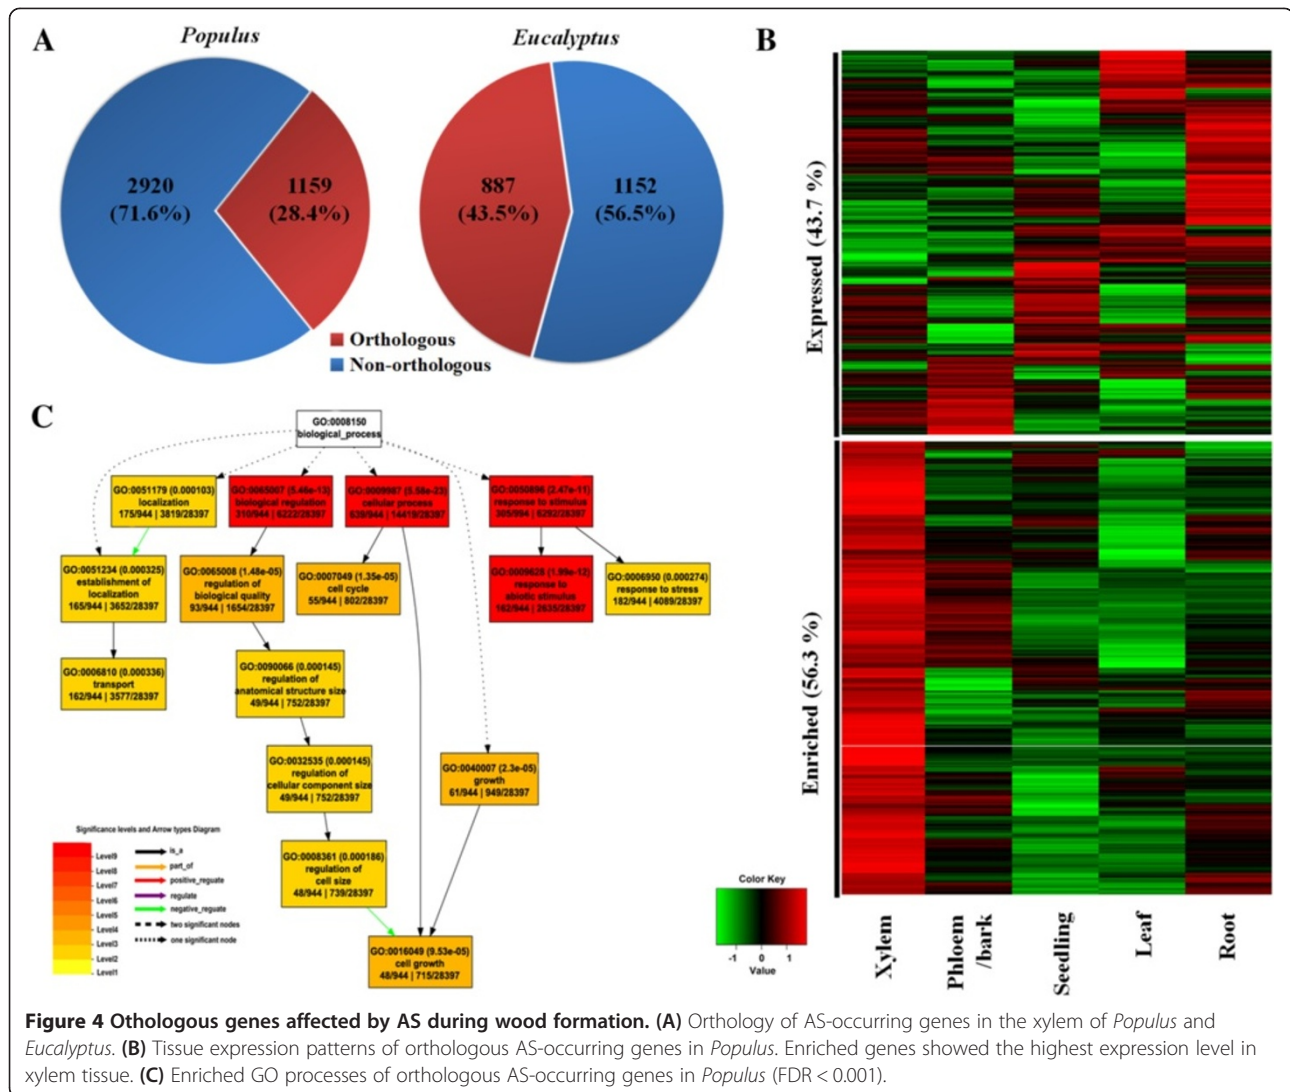 A
Populus
Eucalyptus
2920
(71.6%)
1159
(28.4%)
887
(43.5%)
1152
(56.5%)
Orthologous
Non-orthologous
B
Expressed (43.7 %)
Enriched (56.3 %)
Xylem
Phloem
/bark
Seedling
Leaf
Root
Color Key
-1 0 1
Value
C
GO:0008150
biological_process
GO:0051179 (0.000103)
localization
175/944 | 3819/28397
GO:0065007 (5.46e-13)
biological regulation
310/944 | 6222/28397
GO:0009987 (5.58e-23)
cellular process
639/944 | 14419/28397
GO:0050896 (2.47e-11)
response to stimulus
305/994 | 6292/28397
GO:0051234 (0.000325)
establishment of
localization
165/944 | 3652/28397
GO:0065008 (1.48e-05)
regulation of
biological quality
93/944 | 1654/28397
GO:0007049 (1.35e-05)
cell cycle
55/944 | 802/28397
GO:0009628 (1.99e-12)
response to
abiotic stimulus
162/944 | 2635/28397
GO:0006950 (0.000274)
response to stress
182/944 | 4089/28397
GO:0006810 (0.000336)
transport
162/944 | 3577/28397
GO:0090066 (0.000145)
regulation of
anatomical structure size
49/944 | 752/28397
GO:0032535 (0.000145)
regulation of
cellular component size
49/944 | 752/28397
GO:0040007 (2.3e-05)
growth
61/944 | 949/28397
GO:0008361 (0.000186)
regulation of
cell size
48/944 | 739/28397
GO:0016049 (9.53e-05)
cell growth
48/944 | 715/28397
Significance levels and Arrow types Diagram
Level9
Level8
Level7
Level6
Level5
Level4
Level3
Level2
Level1
is_a
part_of
positive_reguate
regulate
negative_reguate
two significant nodes
one significant node
Figure 4 Othologous genes affected by AS during wood formation. (A) Orthology of AS-occurring genes in the xylem of Populus and
Eucalyptus. (B) Tissue expression patterns of orthologous AS-occurring genes in Populus. Enriched genes showed the highest expression level in
xylem tissue. (C) Enriched GO processes of orthologous AS-occurring genes in Populus (FDR < 0.001).